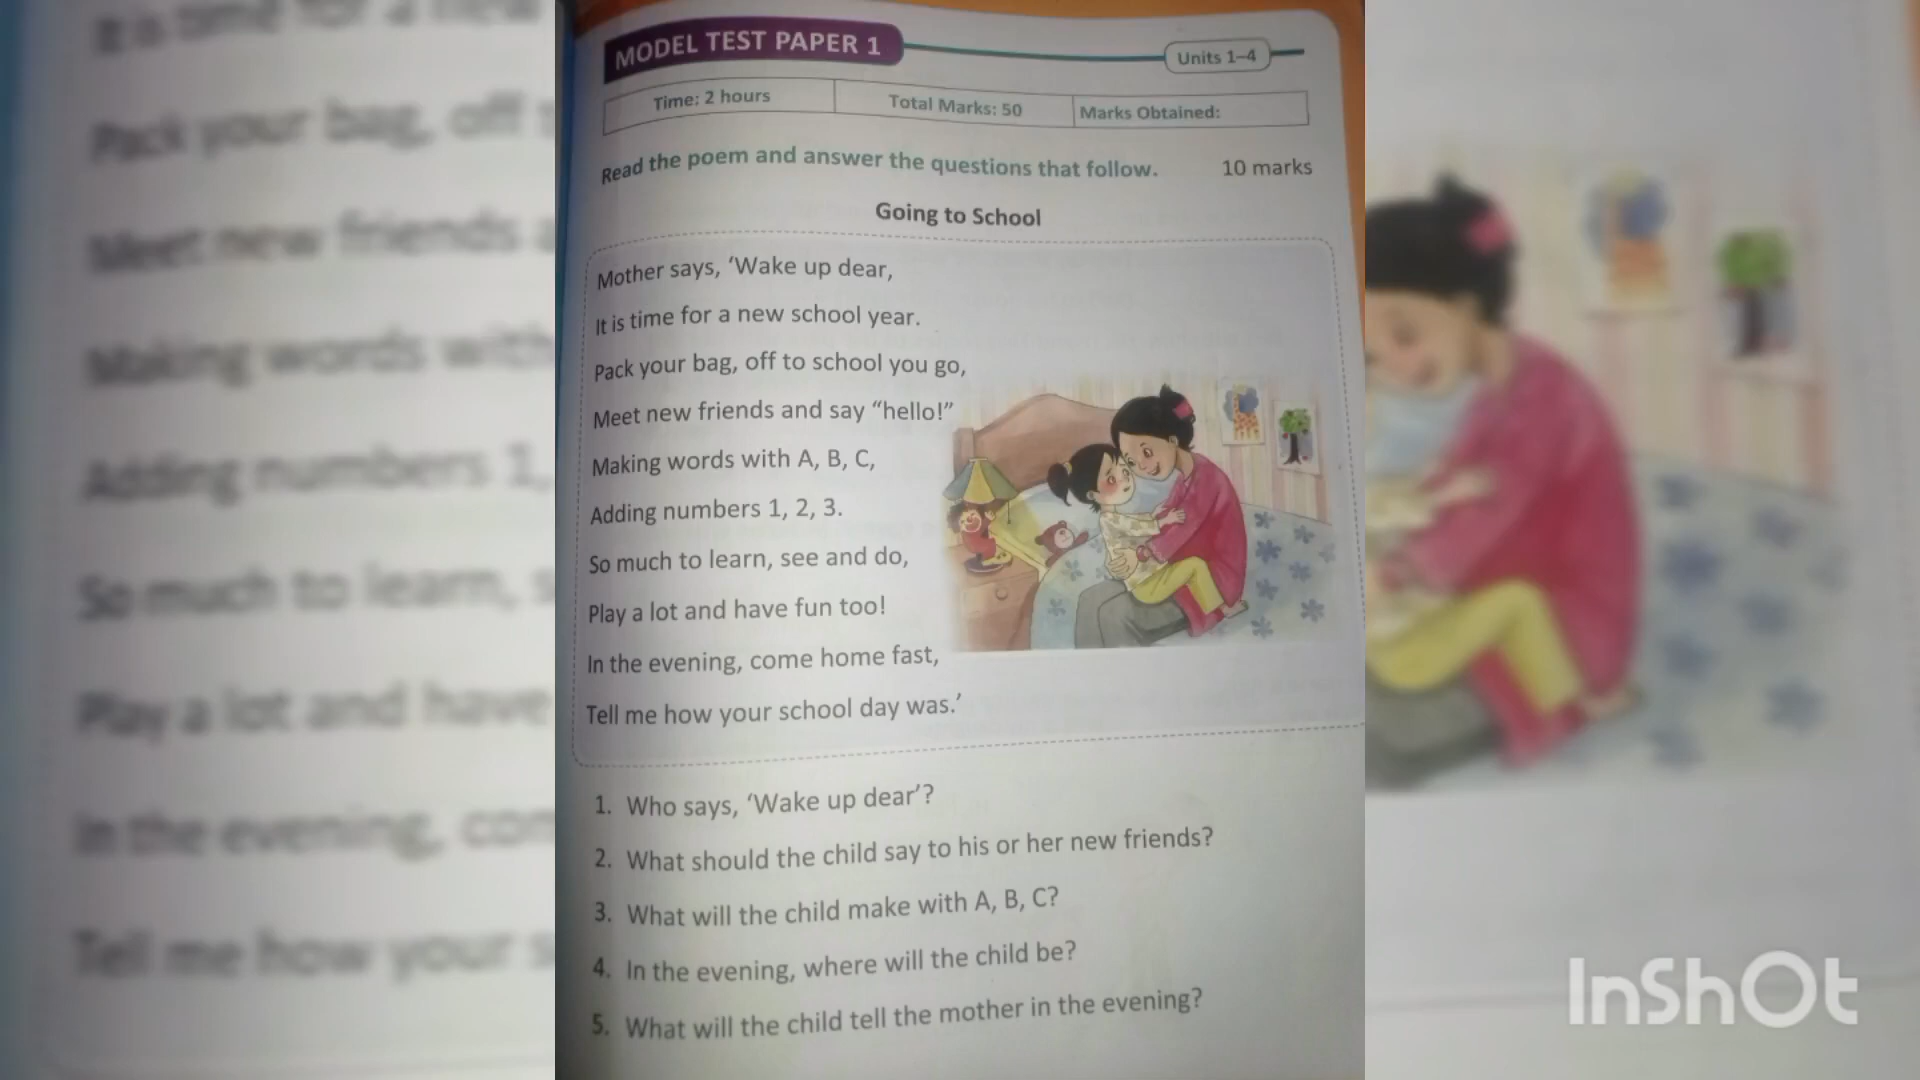 MODEL TEST PAPER 1
Units 1–4
Time: 2 hours
Total Marks: 50
Marks Obtained:
Read the poem and answer the questions that follow. 10 marks
Going to School
Mother says, ‘Wake up dear,
It is time for a new school year.
Pack your bag, off to school you go,
Meet new friends and say “hello!”
Making words with A, B, C,
Adding numbers 1, 2, 3.
So much to learn, see and do,
Play a lot and have fun too!
In the evening, come home fast,
Tell me how your school day was.’
1. Who says, ‘Wake up dear’?
2. What should the child say to his or her new friends?
3. What will the child make with A, B, C?
4. In the evening, where will the child be?
5. What will the child tell the mother in the evening?
InShOt